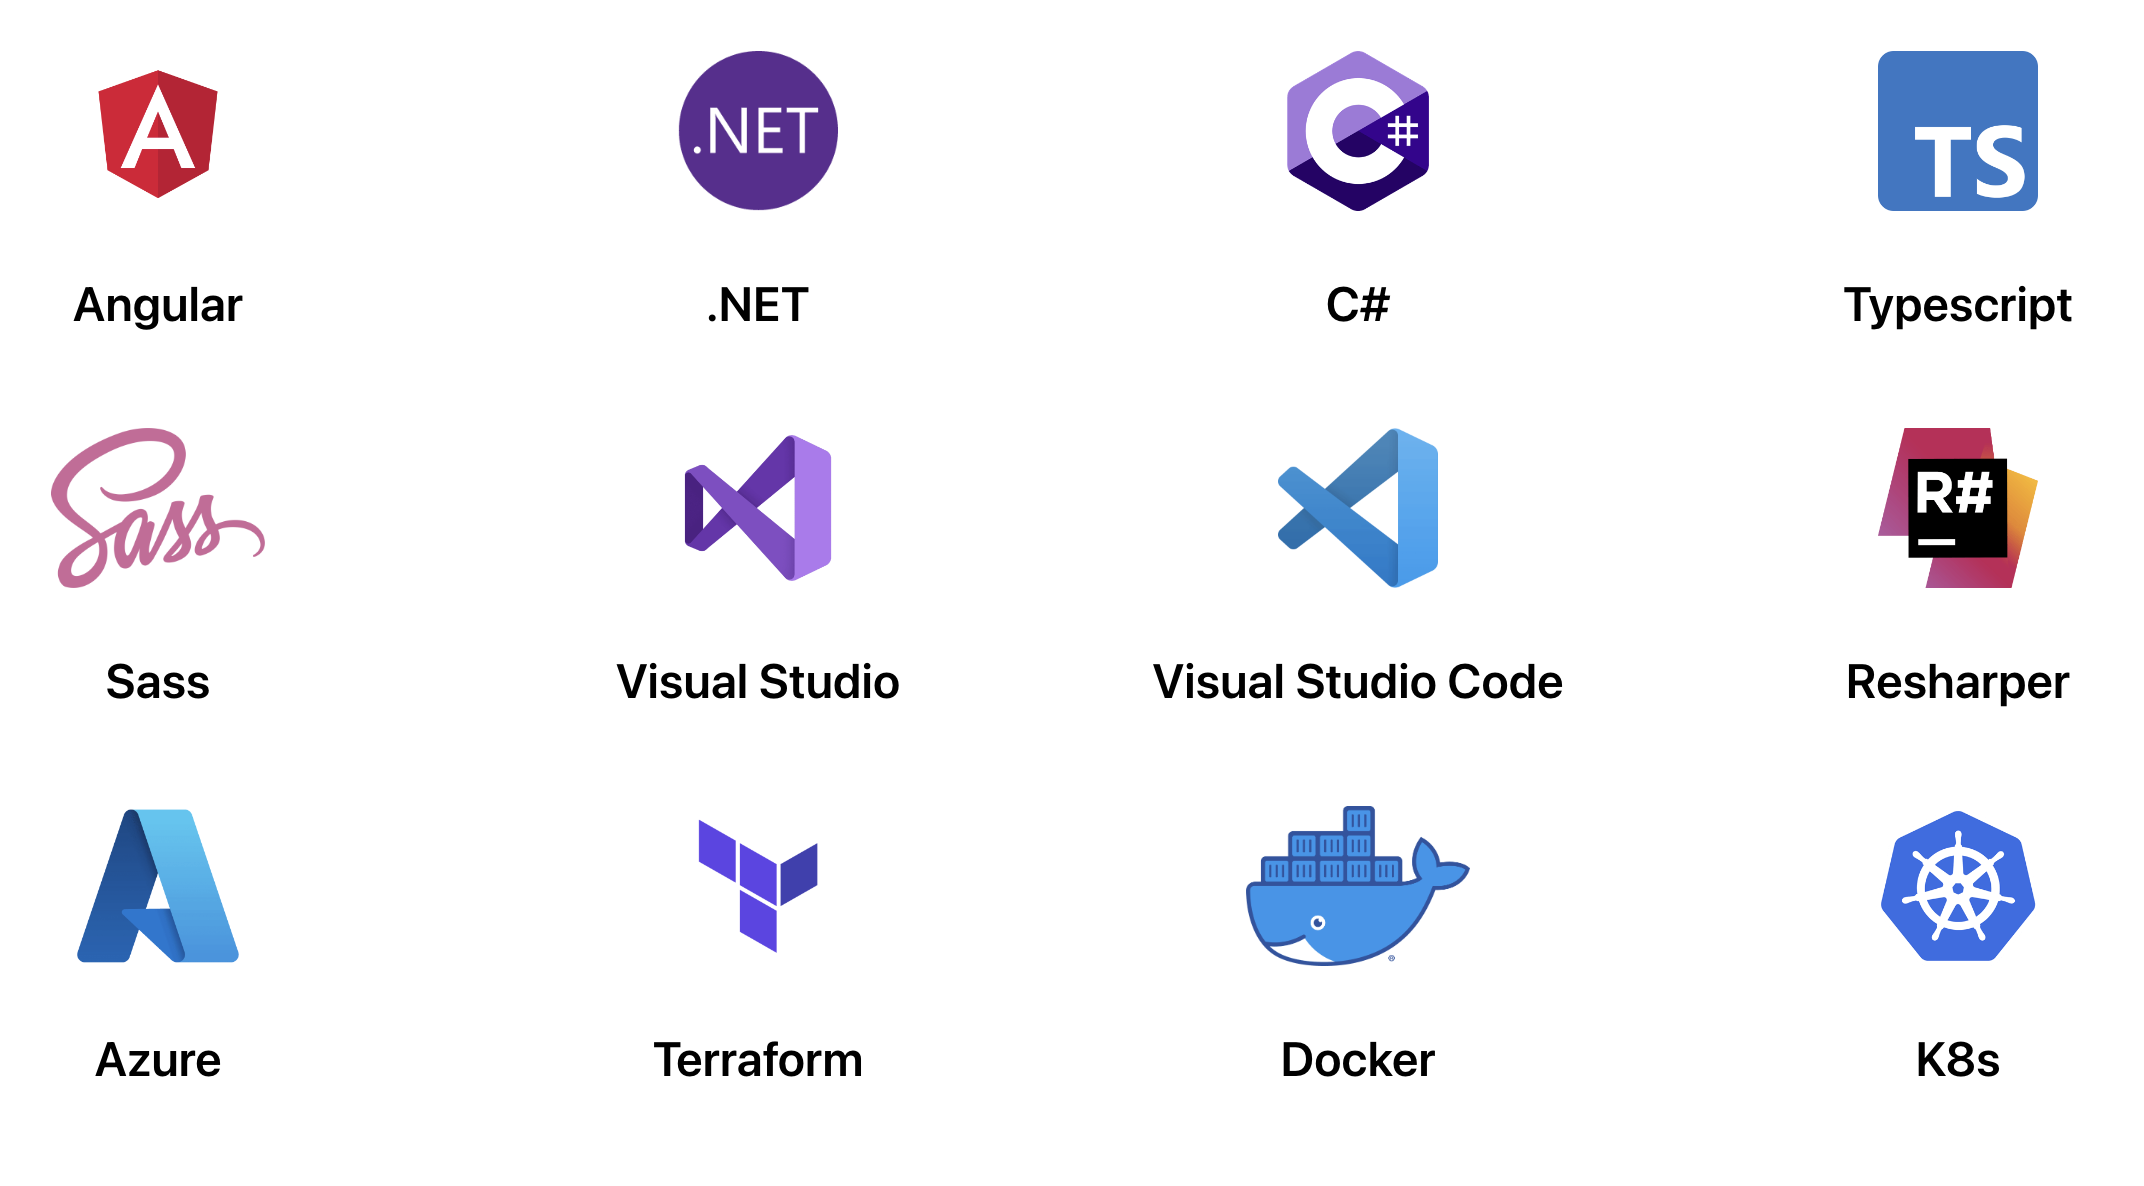 A
.NET
C#
TS
Angular
.NET
C#
Typescript
Sass
R#
Sass
Visual Studio
Visual Studio Code
Resharper
®
Azure
Terraform
Docker
K8s